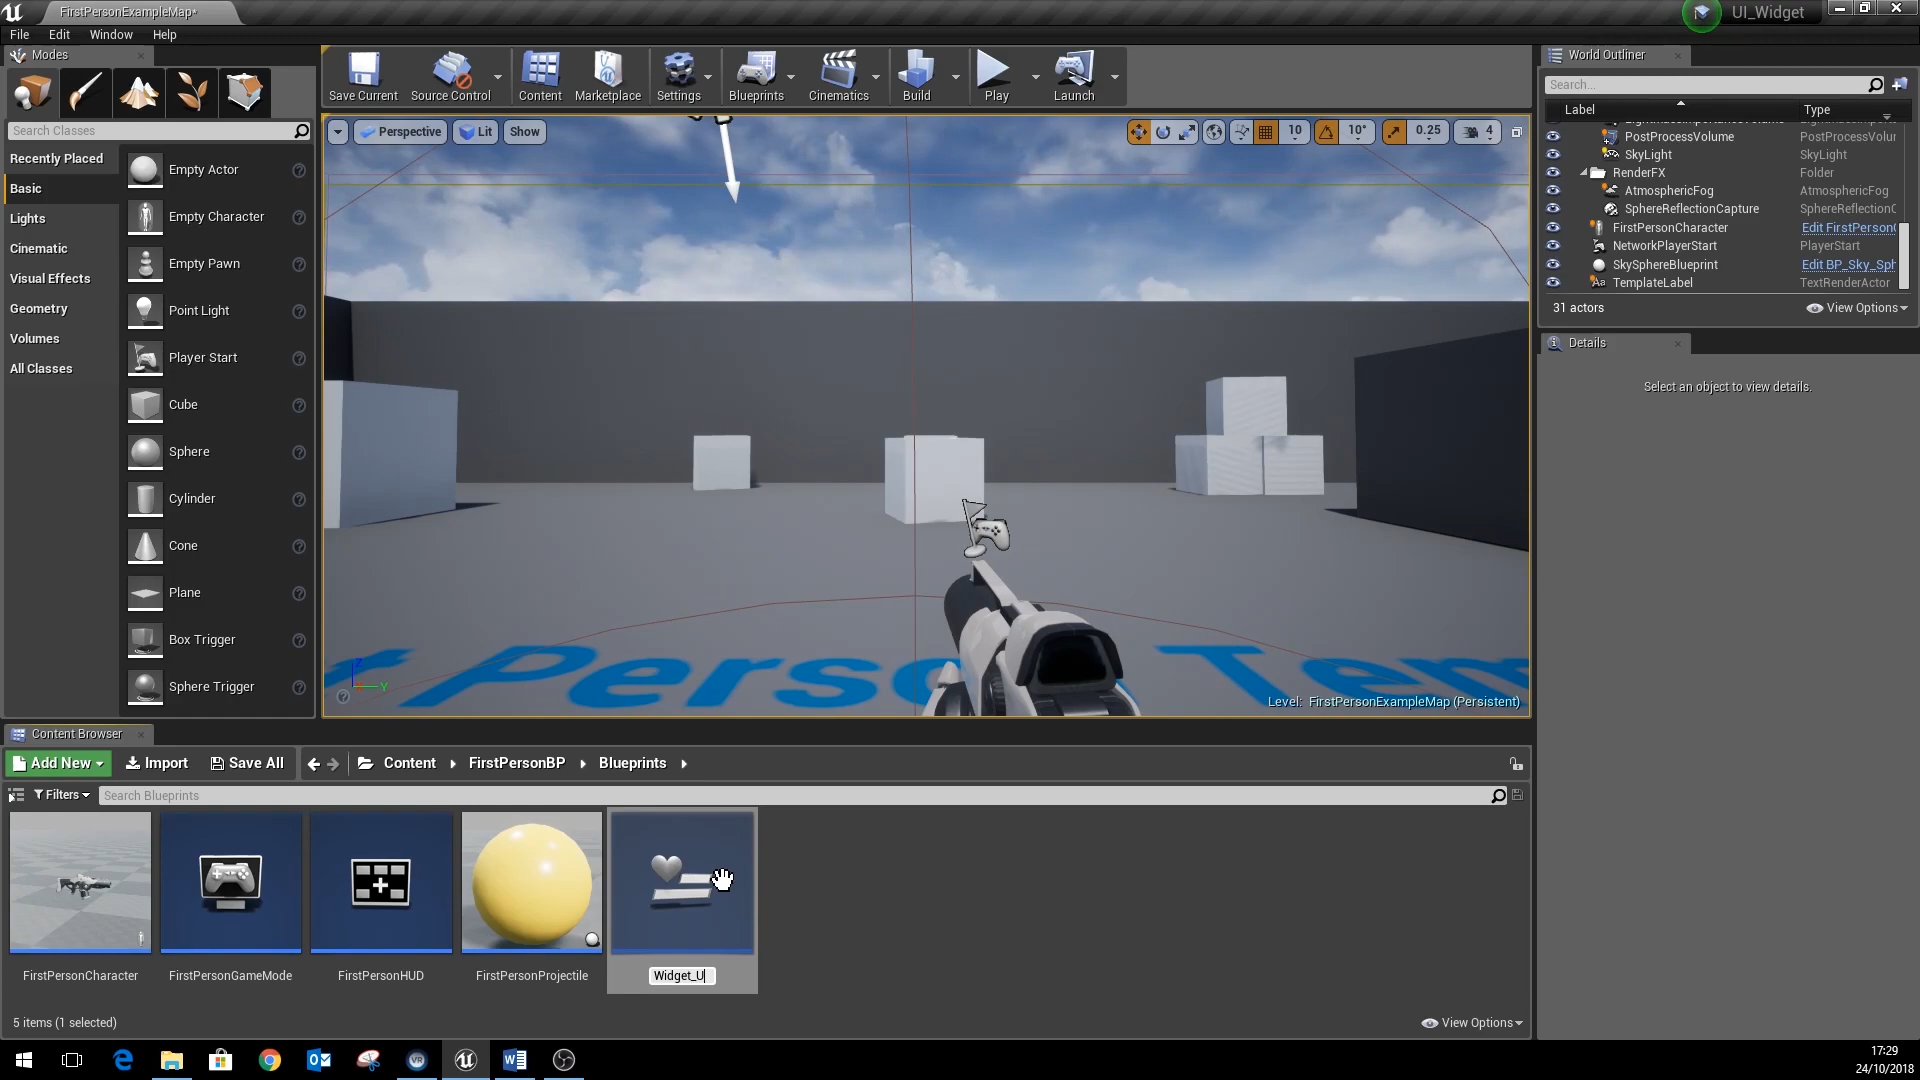 FirstPersonExampleMap*
UI_Widget
File Edit Window Help
Modes
Search Classes
Recently Placed
Basic
Lights
Cinematic
Visual Effects
Geometry
Volumes
All Classes
Empty Actor
Empty Character
Empty Pawn
Point Light
Player Start
Cube
Sphere
Cylinder
Cone
Plane
Box Trigger
Sphere Trigger
Save Current
Source Control
Content
Marketplace
Settings
Blueprints
Cinematics
Build
Play
Launch
Perspective
Lit
Show
10
10°
0.25
4
t Perso Tem
Z
Y
Level: FirstPersonExampleMap (Persistent)
World Outliner
Search...
Label Type
PostProcessVolume PostProcessVolur
SkyLight SkyLight
RenderFX Folder
AtmosphericFog AtmosphericFog
SphereReflectionCapture SphereReflectionC
FirstPersonCharacter Edit FirstPerson
NetworkPlayerStart PlayerStart
SkySphereBlueprint Edit BP_Sky_Sph
Aa
TemplateLabel TextRenderActor
31 actors
View Options
Details
Select an object to view details.
Content Browser
Add New
Import
Save All
Content
FirstPersonBP
Blueprints
Filters
Search Blueprints
FirstPersonCharacter
FirstPersonGameMode
FirstPersonHUD
FirstPersonProjectile
Widget_U
5 items (1 selected)
View Options
17:29
24/10/2018